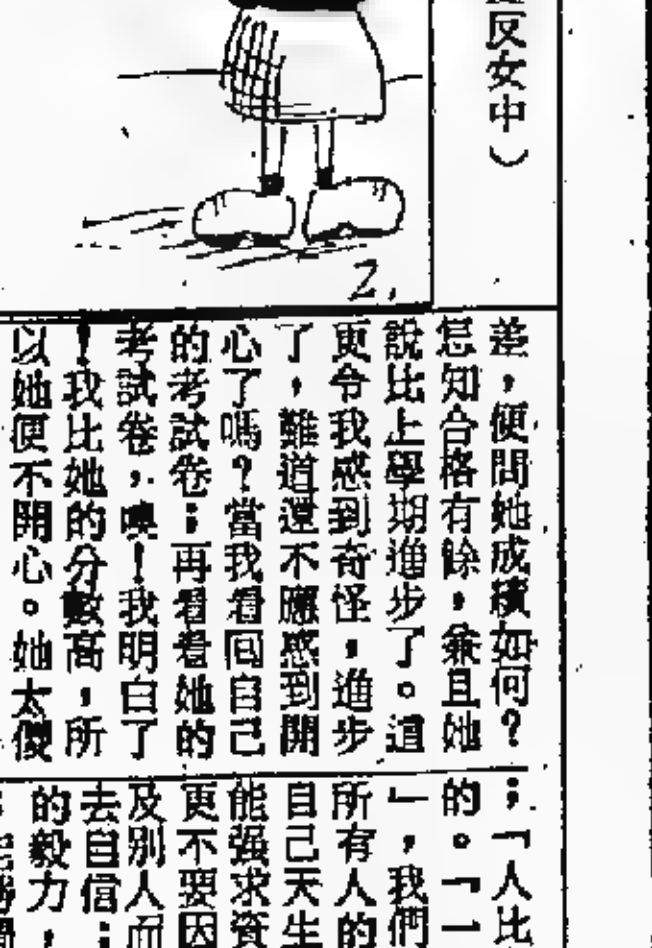 反女中）
2.
差，便問她成績如何？
怎知合格有餘，兼且她
說比上學期進步了。這
更令我感到奇怪，進步
了，難道還不應感到開
心了嗎？當我看回自己
的考試卷；再看看她的
考試卷，噢！我明白了
！我比她的分數高，所
以她便不開心。她太傻
；「人比
的。「一
」，我們
所有人的
自己天生
能强求資
更不要因
及別人而
去自信；
的毅力，